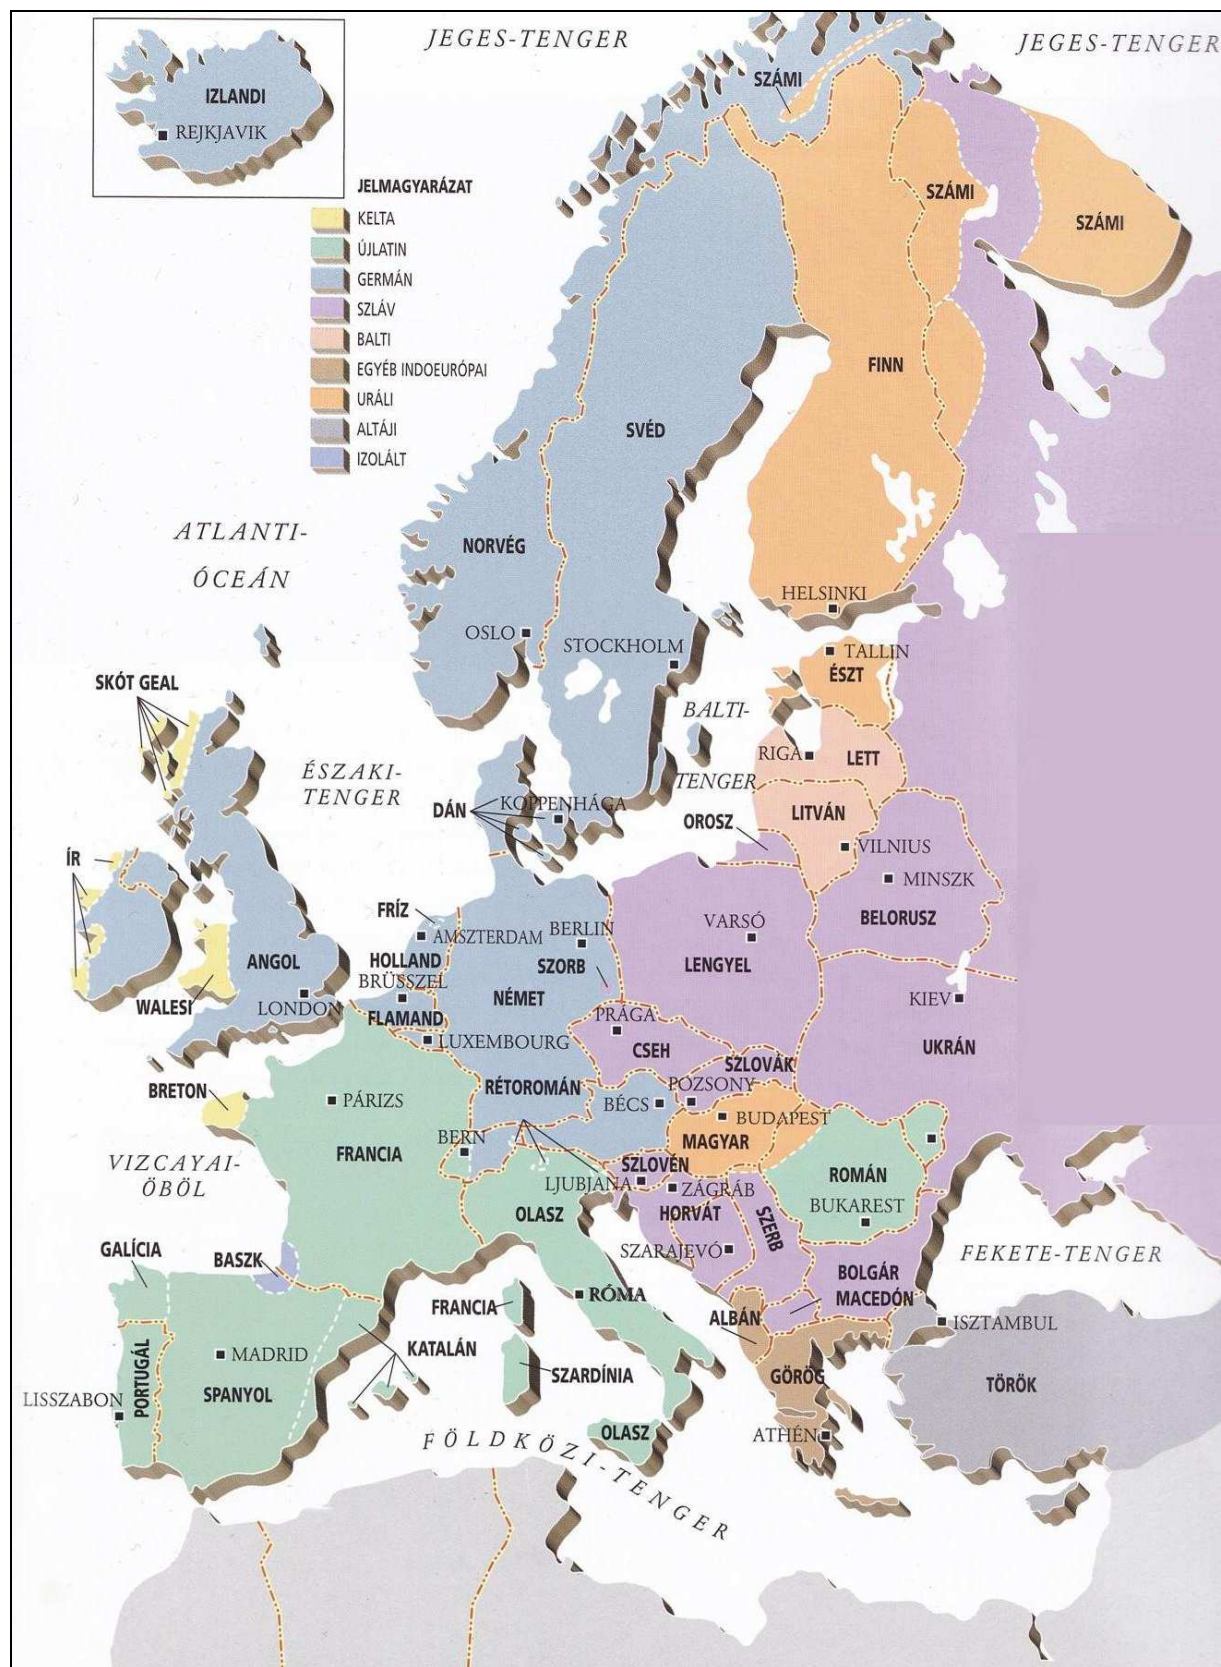 JEGES-TENGER
JEGES-TENGER
IZLANDI
REJKJAVIK
SZÁMI
JELMAGYARÁZAT
KELTA
ÚJLATIN
GERMÁN
SZLÁV
BALTI
EGYÉB INDOEURÓPAI
URÁLI
ALTÁJI
IZOLÁLT
SZÁMI
SZÁMI
FINN
SVÉD
NORVÉG
ATLANTI-
ÓCEÁN
HELSINKI
OSLO
STOCKHOLM
TALLIN
ÉSZT
SKÓT GEAL
BALTI-
TENGER
RIGA
LETT
ÉSZAKI-
TENGER
DÁN
KOPPENHÁGA
LITVÁN
OROSZ
VILNIUS
ÍR
MINSZK
FRÍZ
BELORUSZ
VARSÓ
AMSZTERDAM
BERLIN
HOLLAND
SZORB
LENGYEL
ANGOL
BRÜSSZEL
NÉMET
WALESI
LONDON
FLAMAND
KIEV
PRÁGA
LUXEMBOURG
CSEH
UKRÁN
SZLOVÁK
BRETON
RÉTOROMÁN
POZSONY
PÁRIZS
BÉCS
BUDAPEST
MAGYAR
BERN
FRANCIA
VIZCAYAI-
ÖBÖL
SZLOVÉN
ROMÁN
LJUBJANA
ZÁGRÁB
OLASZ
HORVÁT
BUKAREST
SZERB
SZARAJEVÓ
GALÍCIA
BASZK
FEKETE-TENGER
BOLGÁR
MACEDÓN
RÓMA
FRANCIA
ALBÁN
ISZTAMBUL
KATALÁN
MADRID
SZARDÍNIA
GÖRÖG
TÖRÖK
PORTUGÁL
SPANYOL
LISSZABON
OLASZ
ATHÉN
FÖLDKÖZI-TENGER